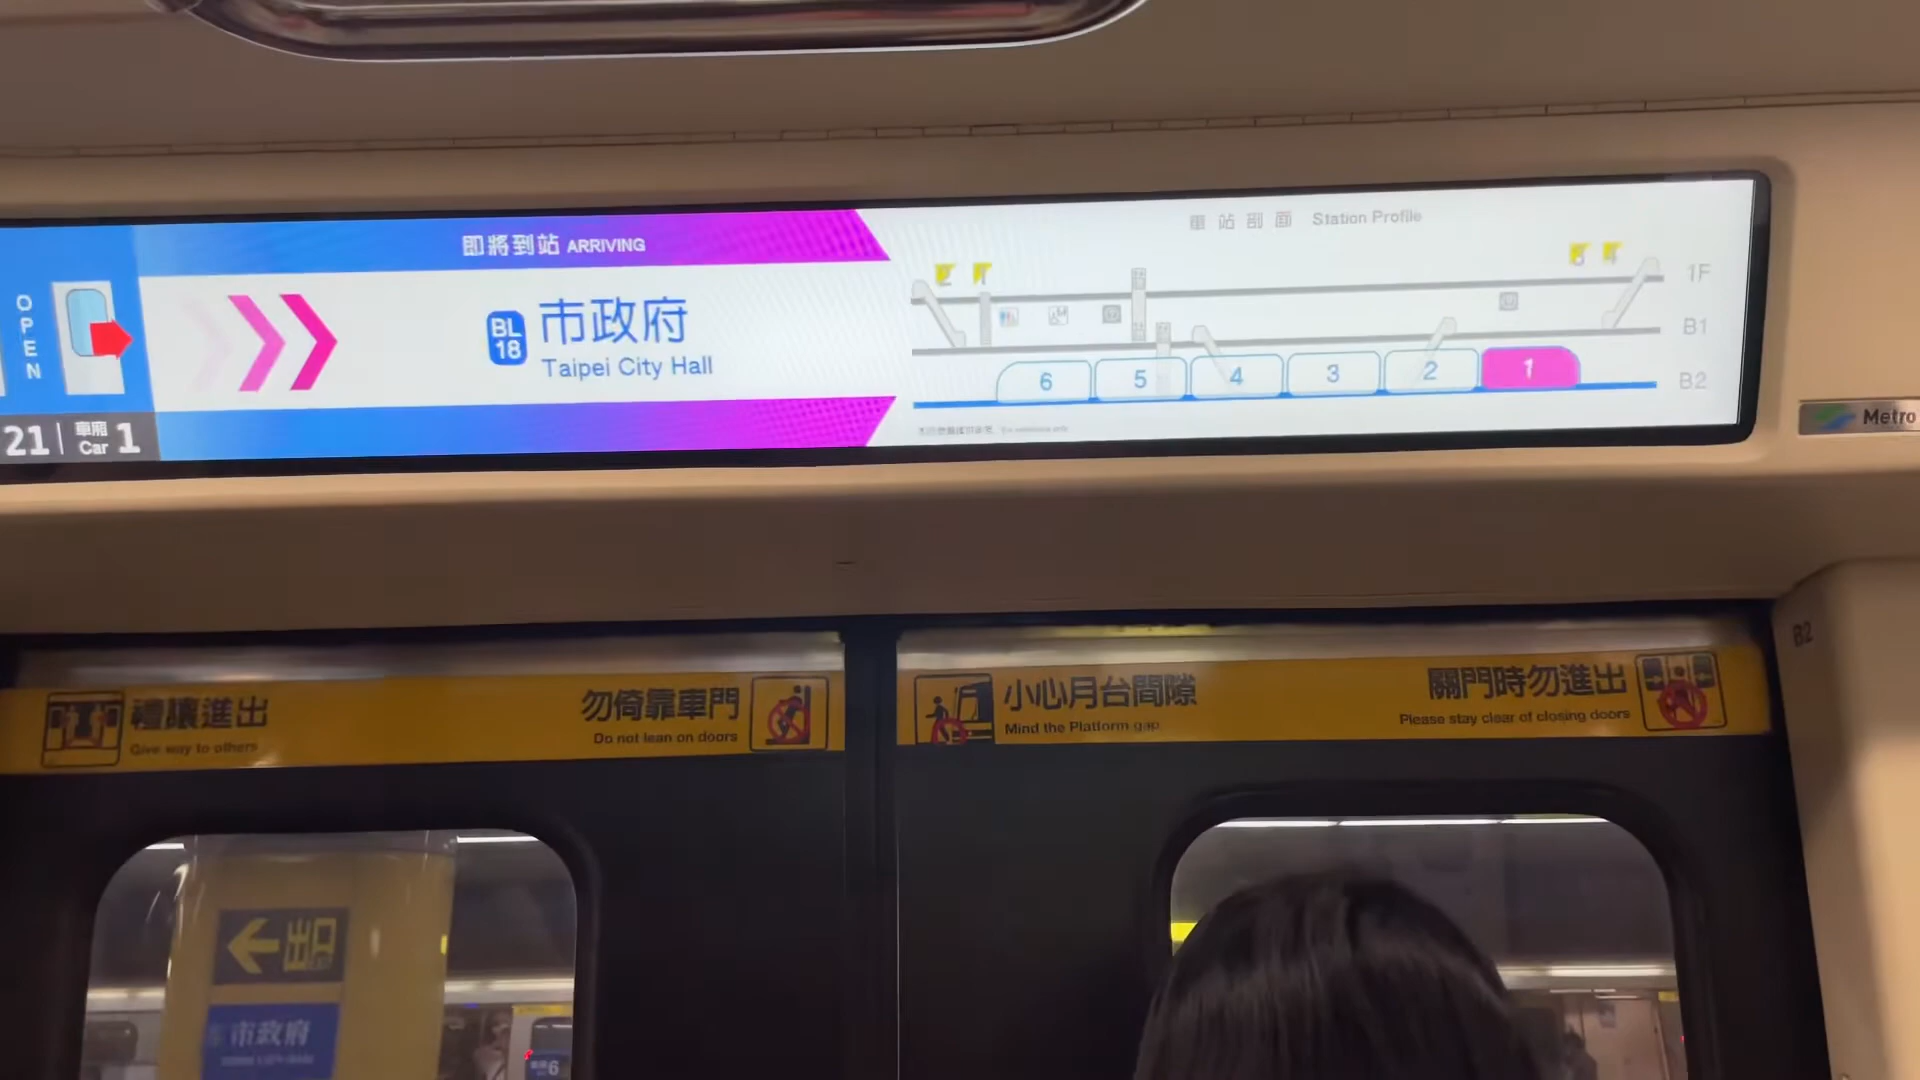 即將到站 ARRIVING
OPEN
BL
18
市政府
Taipei City Hall
21
車廂
Car 1
車站剖面 Station Profile
2 1
1F
B1
6 5 4 3 2 1
B2
Metro
B2
禮讓進出
Give way to others
勿倚靠車門
Do not lean on doors
小心月台間隙
Mind the Platform gap
關門時勿進出
Please stay clear of closing doors
出口
市政府
6